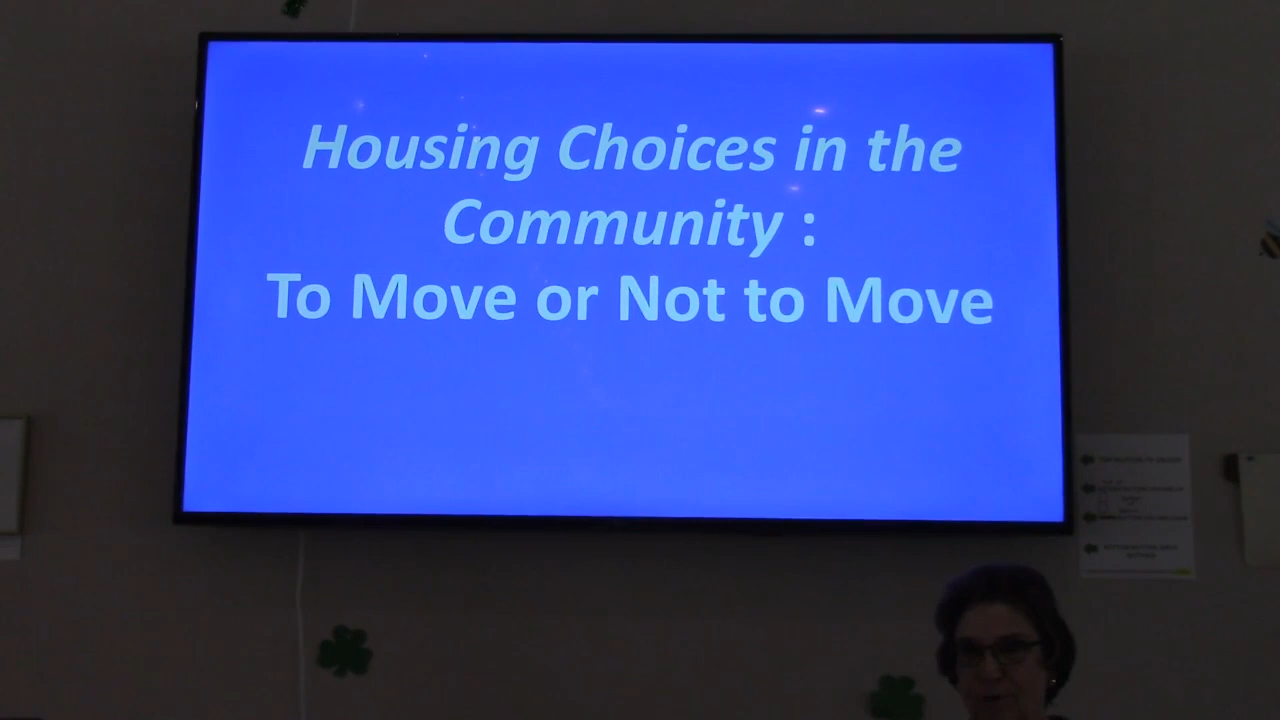 Housing Choices in the
Community :
To Move or Not to Move